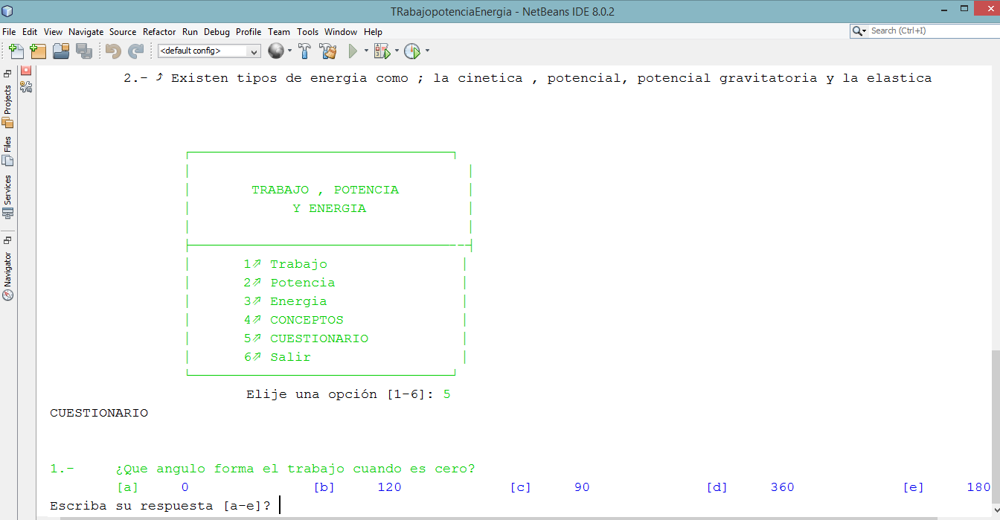 TRabajopotenciaEnergia - NetBeans IDE 8.0.2
File Edit View Navigate Source Refactor Run Debug Profile Team Tools Window Help
Search (Ctrl+I)
<default config>
Projects
Files
Services
Navigator
2.- ⤴ Existen tipos de energia como ; la cinetica , potencial, potencial gravitatoria y la elastica
TRABAJO , POTENCIA
Y ENERGIA
1⇗ Trabajo
2⇗ Potencia
3⇗ Energia
4⇗ CONCEPTOS
5⇗ CUESTIONARIO
6⇗ Salir
Elije una opción [1-6]: 5
CUESTIONARIO
1.- ¿Que angulo forma el trabajo cuando es cero?
[a] 0 [b] 120 [c] 90 [d] 360 [e] 180
Escriba su respuesta [a-e]?